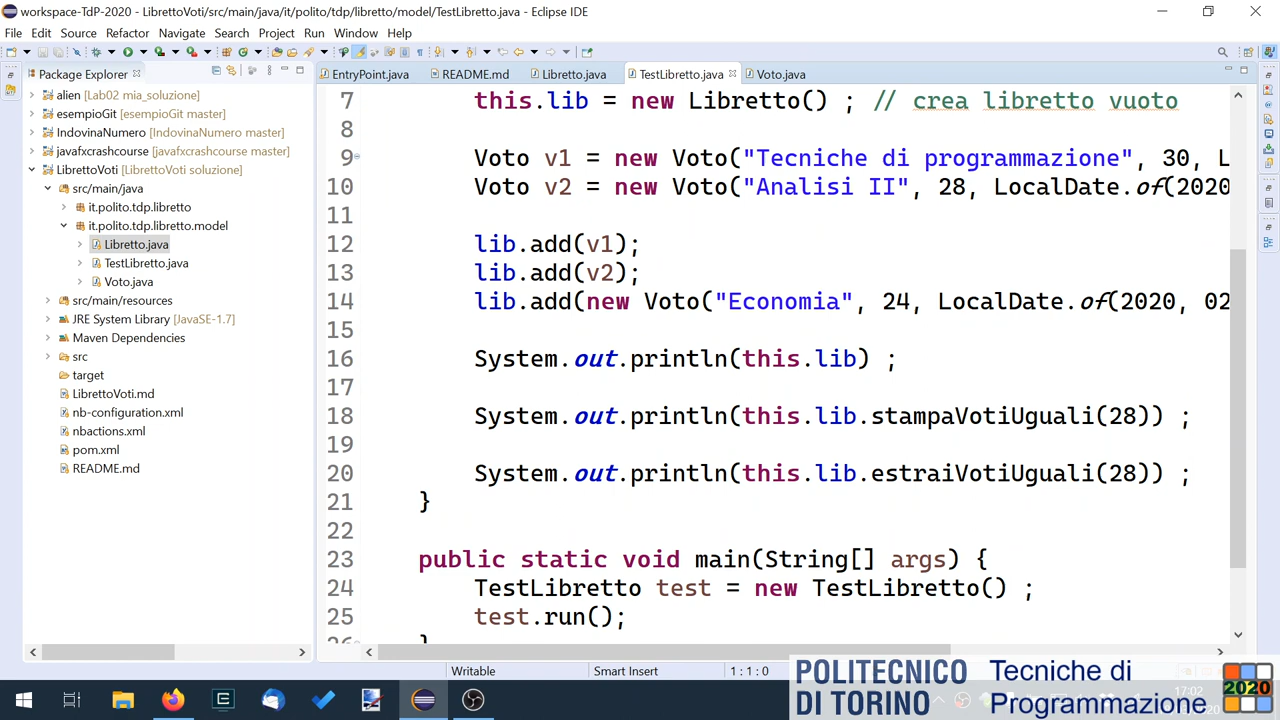 workspace-TdP-2020 - LibrettoVoti/src/main/java/it/polito/tdp/libretto/model/TestLibretto.java - Eclipse IDE
File Edit Source Refactor Navigate Search Project Run Window Help
Package Explorer
EntryPoint.java README.md Libretto.java TestLibretto.java Voto.java
alien [Lab02 mia_soluzione]
esempioGit [esempioGit master]
IndovinaNumero [IndovinaNumero master]
javafxcrashcourse [javafxcrashcourse master]
LibrettoVoti [LibrettoVoti soluzione]
src/main/java
it.polito.tdp.libretto
it.polito.tdp.libretto.model
Libretto.java
TestLibretto.java
Voto.java
src/main/resources
JRE System Library [JavaSE-1.7]
Maven Dependencies
src
target
LibrettoVoti.md
nb-configuration.xml
nbactions.xml
pom.xml
README.md
7 this.lib = new Libretto() ; // crea libretto vuoto
8
9 Voto v1 = new Voto("Tecniche di programmazione", 30, L
10 Voto v2 = new Voto("Analisi II", 28, LocalDate.of(2020
11
12 lib.add(v1);
13 lib.add(v2);
14 lib.add(new Voto("Economia", 24, LocalDate.of(2020, 02
15
16 System.out.println(this.lib) ;
17
18 System.out.println(this.lib.stampaVotiUguali(28)) ;
19
20 System.out.println(this.lib.estraiVotiUguali(28)) ;
21 }
22
23 public static void main(String[] args) {
24 TestLibretto test = new TestLibretto() ;
25 test.run();
26 }
Writable Smart Insert 1 : 1 : 0
POLITECNICO DI TORINO
Tecniche di Programmazione
2020
17:02